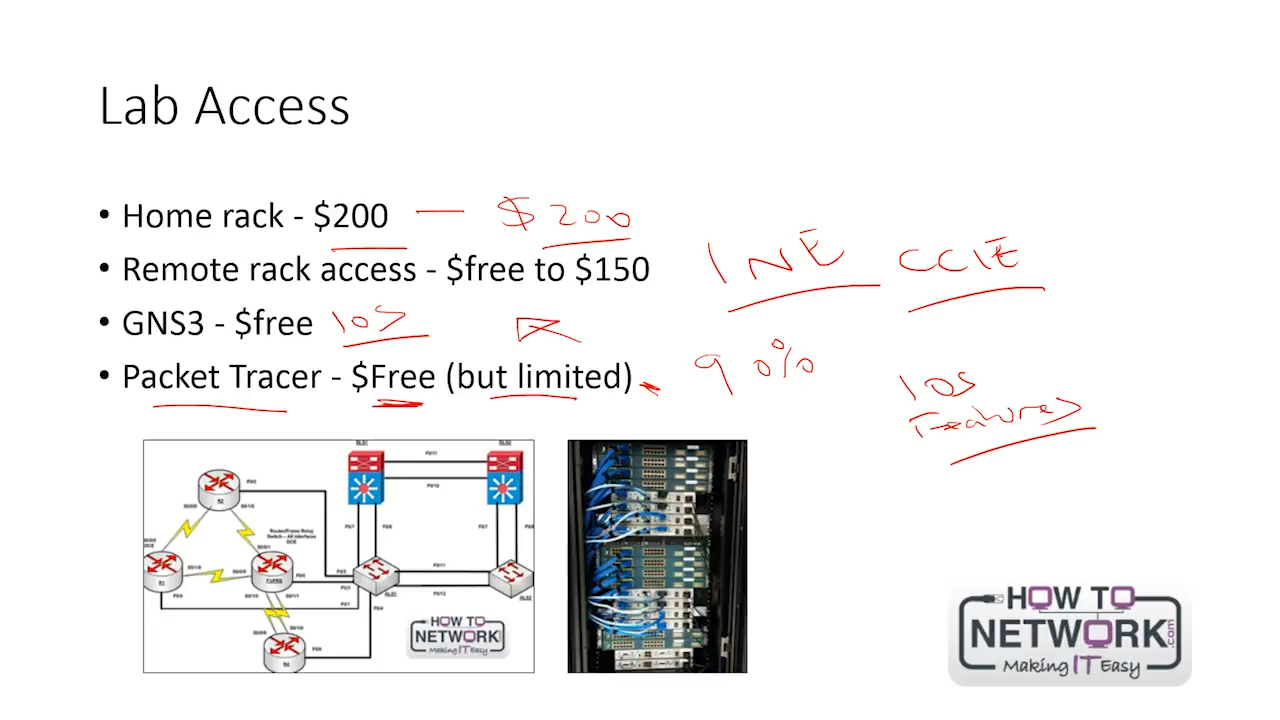 Lab Access
• Home rack - $200 — $200
• Remote rack access - $free to $150
INE CCIE
• GNS3 - $free IOS
• Packet Tracer - $Free (but limited)
90%
IOS
Features
HOW TO
NETWORK
Making IT Easy
HOW TO
NETWORK.com
Making IT Easy